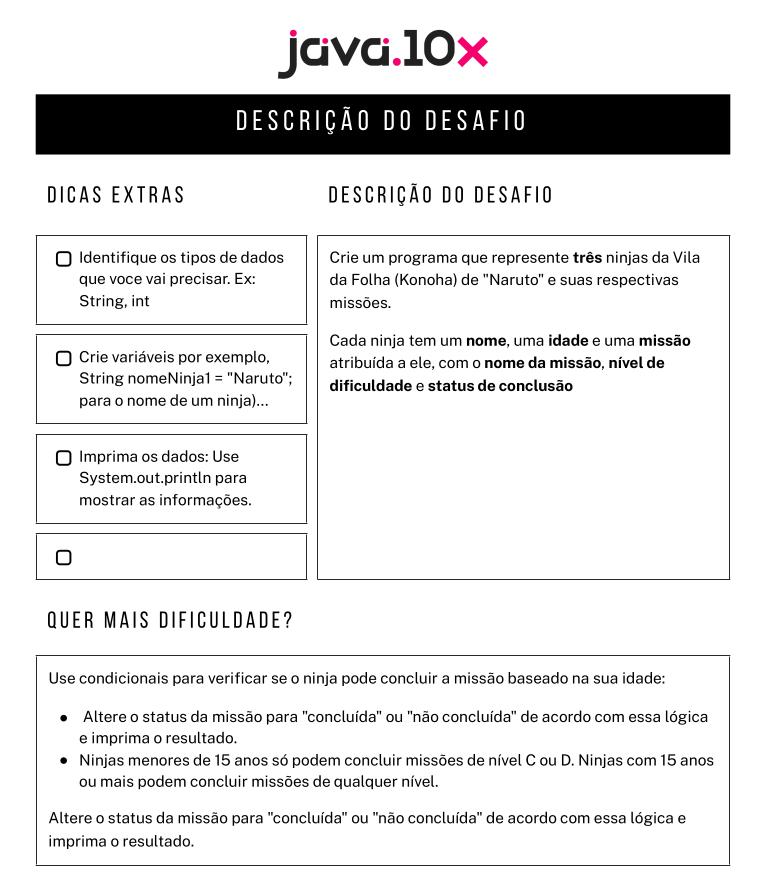 java.10x
DESCRIÇÃO DO DESAFIO
DICAS EXTRAS
Identifique os tipos de dados
que voce vai precisar. Ex:
String, int
Crie variáveis por exemplo,
String nomeNinja1 = "Naruto";
para o nome de um ninja)...
Imprima os dados: Use
System.out.println para
mostrar as informações.
DESCRIÇÃO DO DESAFIO
Crie um programa que represente três ninjas da Vila
da Folha (Konoha) de "Naruto" e suas respectivas
missões.
Cada ninja tem um nome, uma idade e uma missão
atribuída a ele, com o nome da missão, nível de
dificuldade e status de conclusão
QUER MAIS DIFICULDADE?
Use condicionais para verificar se o ninja pode concluir a missão baseado na sua idade:
● Altere o status da missão para "concluída" ou "não concluída" de acordo com essa lógica
e imprima o resultado.
● Ninjas menores de 15 anos só podem concluir missões de nível C ou D. Ninjas com 15 anos
ou mais podem concluir missões de qualquer nível.
Altere o status da missão para "concluída" ou "não concluída" de acordo com essa lógica e
imprima o resultado.